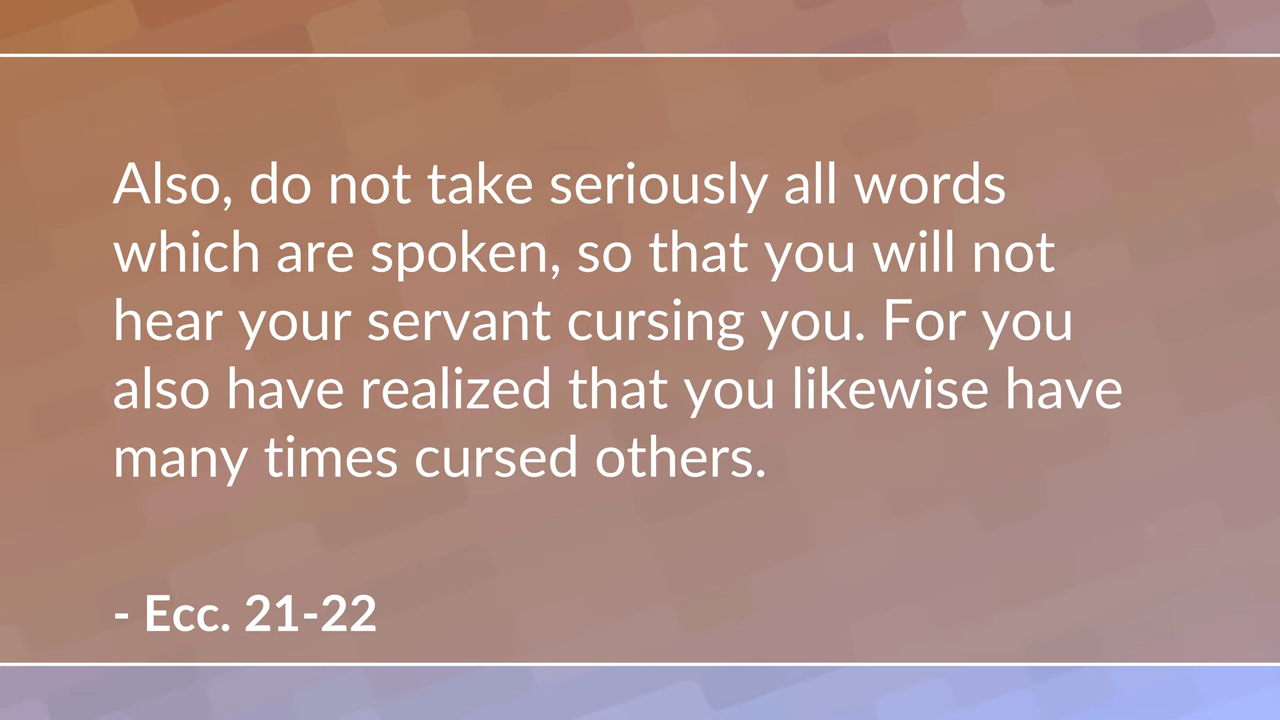 Also, do not take seriously all words
which are spoken, so that you will not
hear your servant cursing you. For you
also have realized that you likewise have
many times cursed others.
- Ecc. 21-22